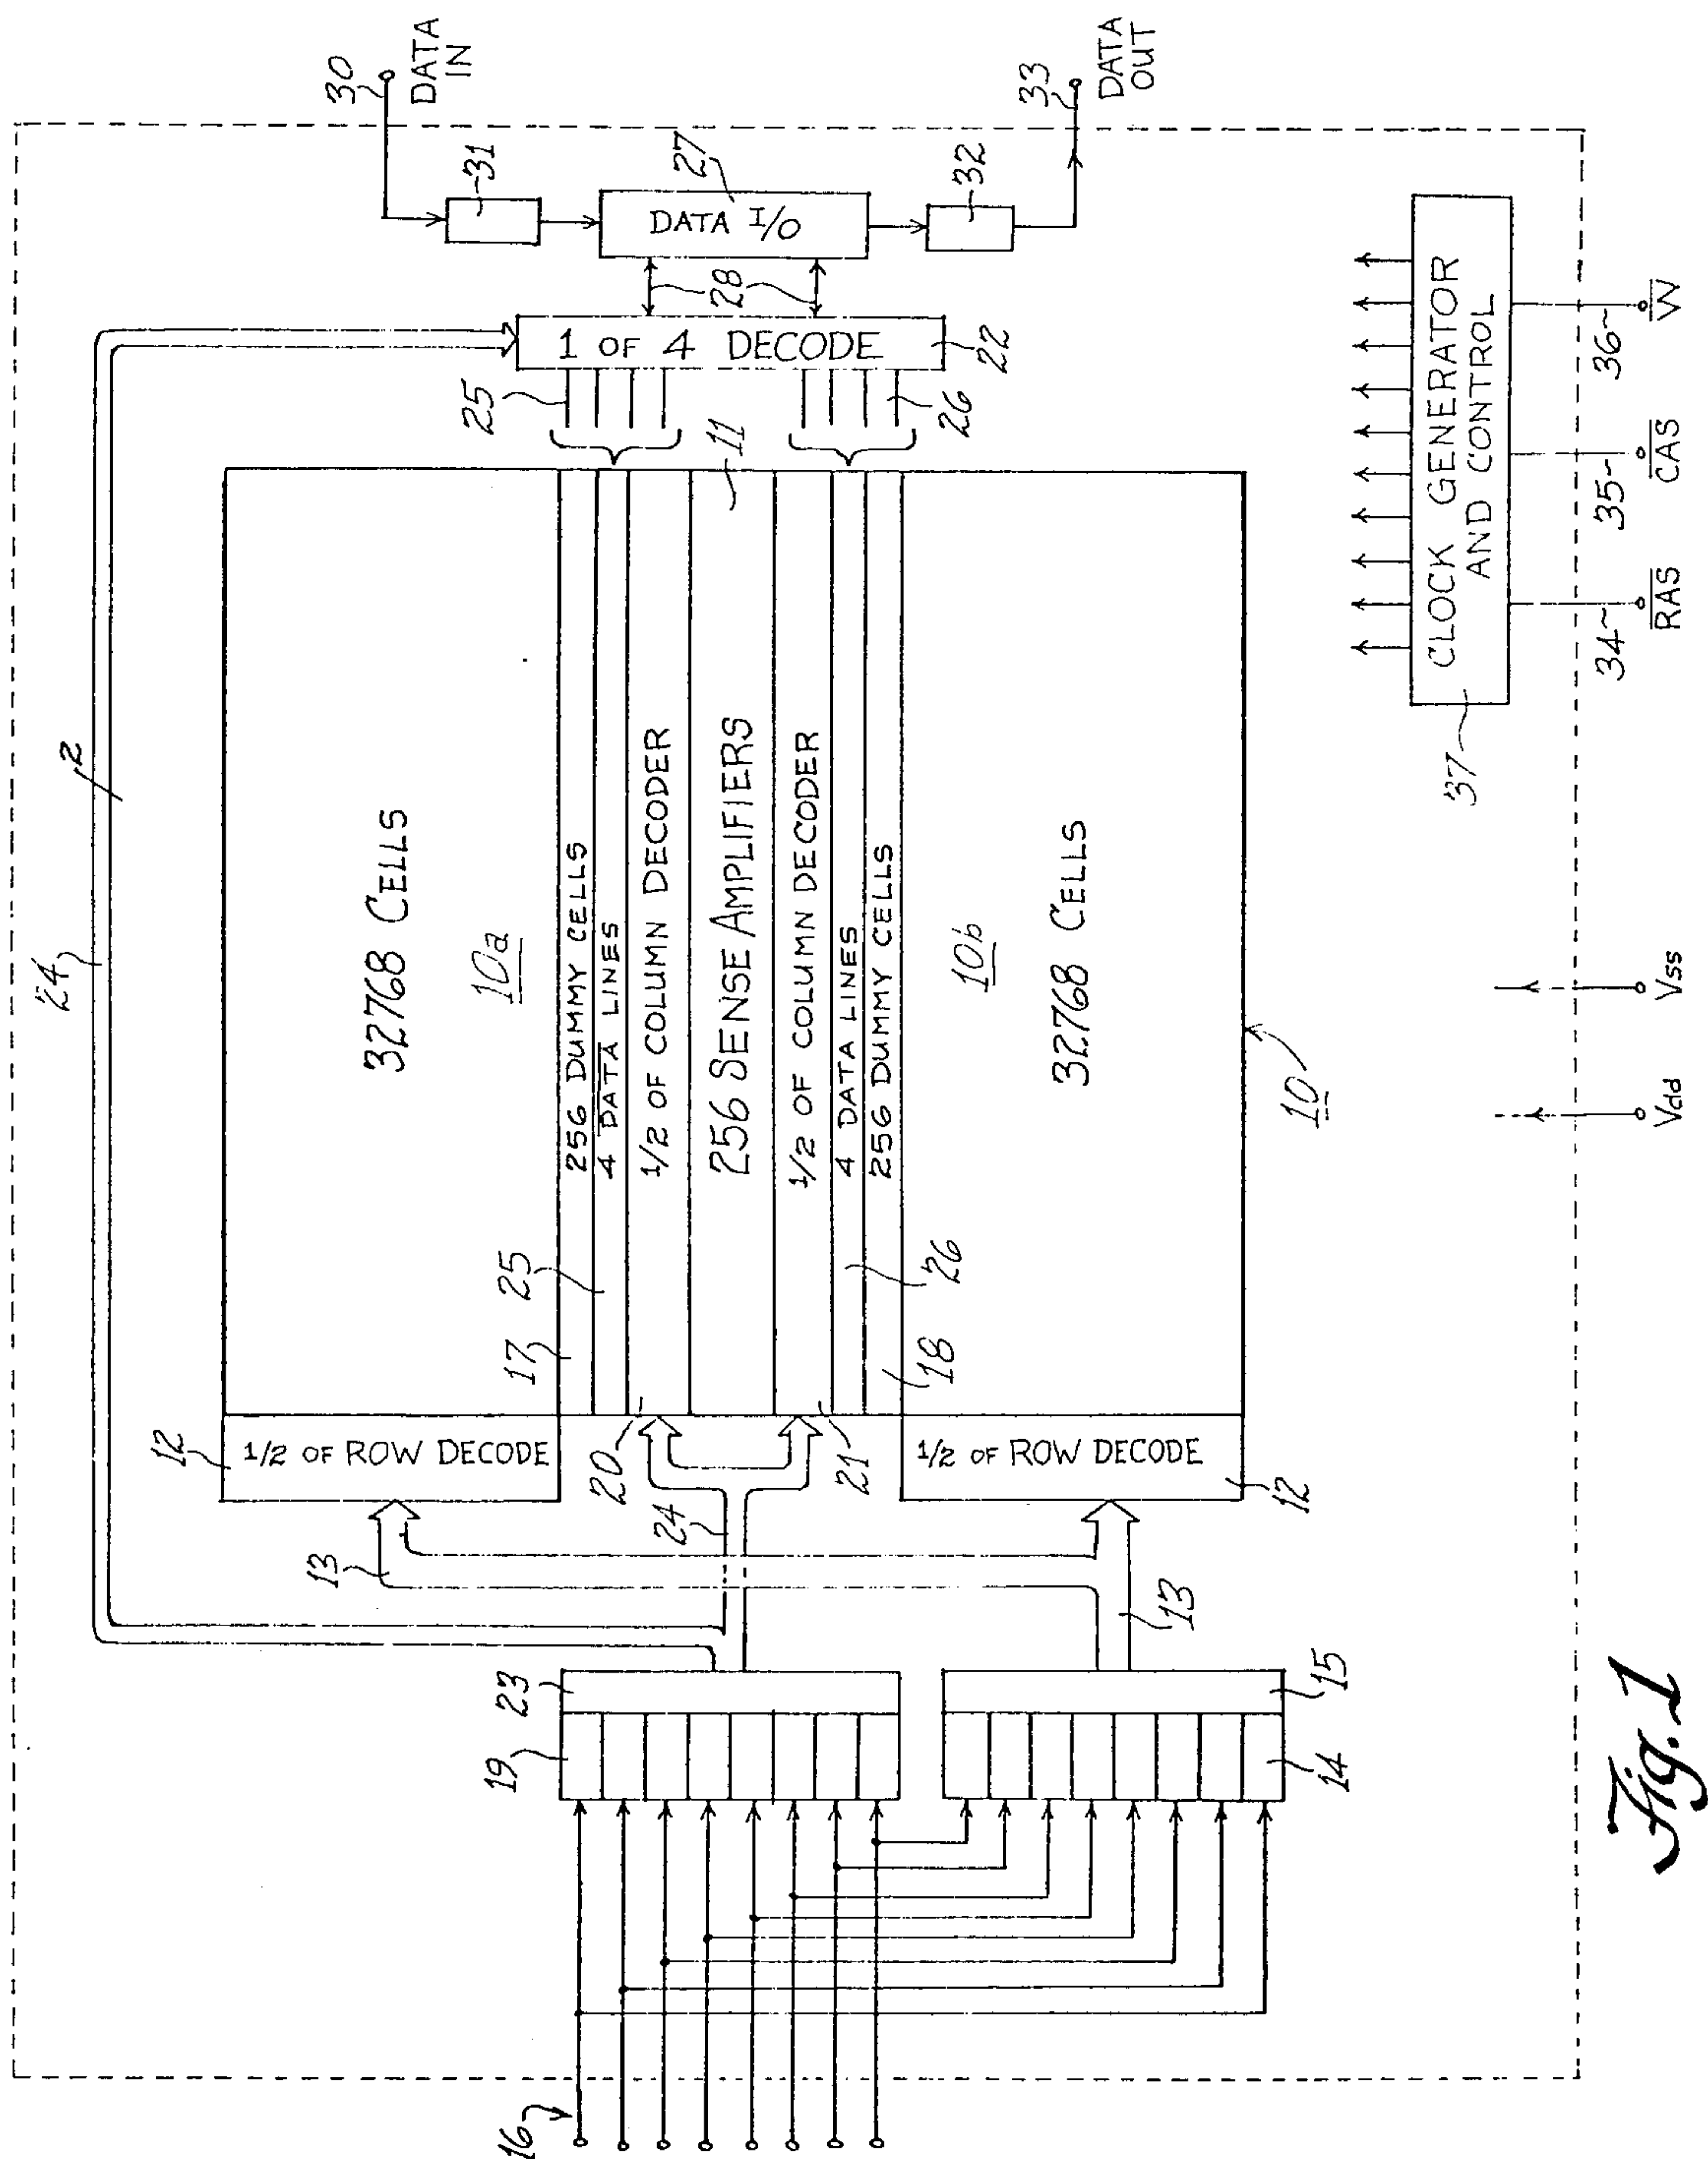 24
2
30
DATA
IN
31
27
DATA I/O
28
32
33
DATA
OUT
1 OF 4 DECODE
22
25
26
11
32768 CELLS
10a
256 DUMMY CELLS
4 D̅A̅T̅A̅ LINES
1/2 OF COLUMN DECODER
256 SENSE AMPLIFIERS
1/2 OF COLUMN DECODER
4 DATA LINES
256 DUMMY CELLS
10b
32768 CELLS
10
17
25
20
21
26
18
12
1/2 OF ROW DECODE
1/2 OF ROW DECODE
12
13
24
13
23
19
15
14
16
CLOCK GENERATOR
AND CONTROL
37
34
R̅A̅S̅
35
C̅A̅S̅
36
W̅
Vdd
Vss
Fig. 1